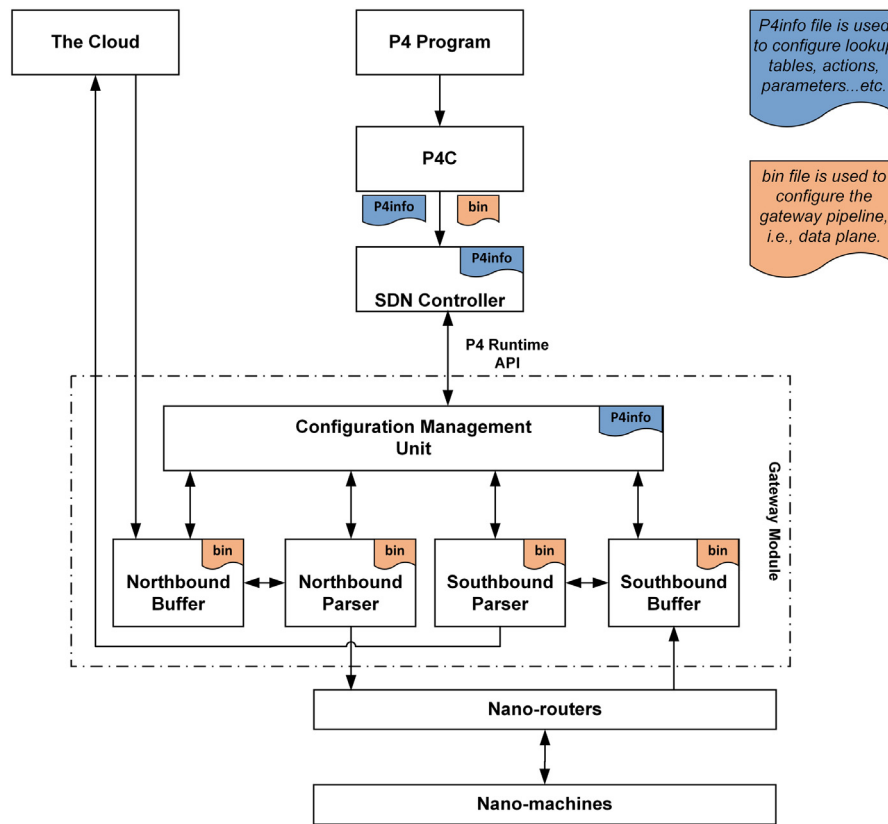 The Cloud
P4 Program
P4info file is used
to configure lookup
tables, actions,
parameters...etc.
P4C
P4info
bin
bin file is used to
configure the
gateway pipeline,
i.e., data plane.
P4info
SDN Controller
P4 Runtime
API
Configuration Management
Unit
P4info
Gateway Module
bin
Northbound
Buffer
bin
Northbound
Parser
bin
Southbound
Parser
bin
Southbound
Buffer
Nano-routers
Nano-machines